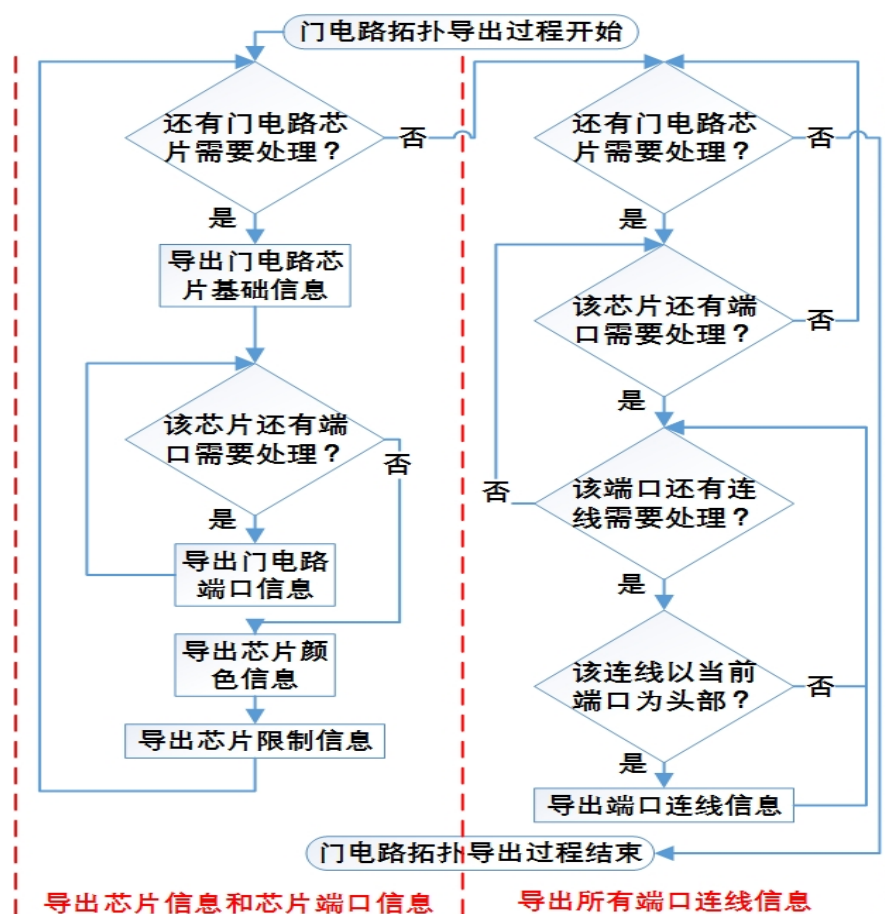 门电路拓扑导出过程开始
还有门电路芯
片需要处理？
否
是
导出门电路芯
片基础信息
该芯片还有端
口需要处理？
否
是
导出门电路
端口信息
导出芯片颜
色信息
导出芯片限制信息
还有门电路芯
片需要处理？
否
是
该芯片还有端
口需要处理？
否
是
该端口还有连
线需要处理？
否
是
该连线以当前
端口为头部？
否
是
导出端口连线信息
门电路拓扑导出过程结束
导出芯片信息和芯片端口信息
导出所有端口连线信息